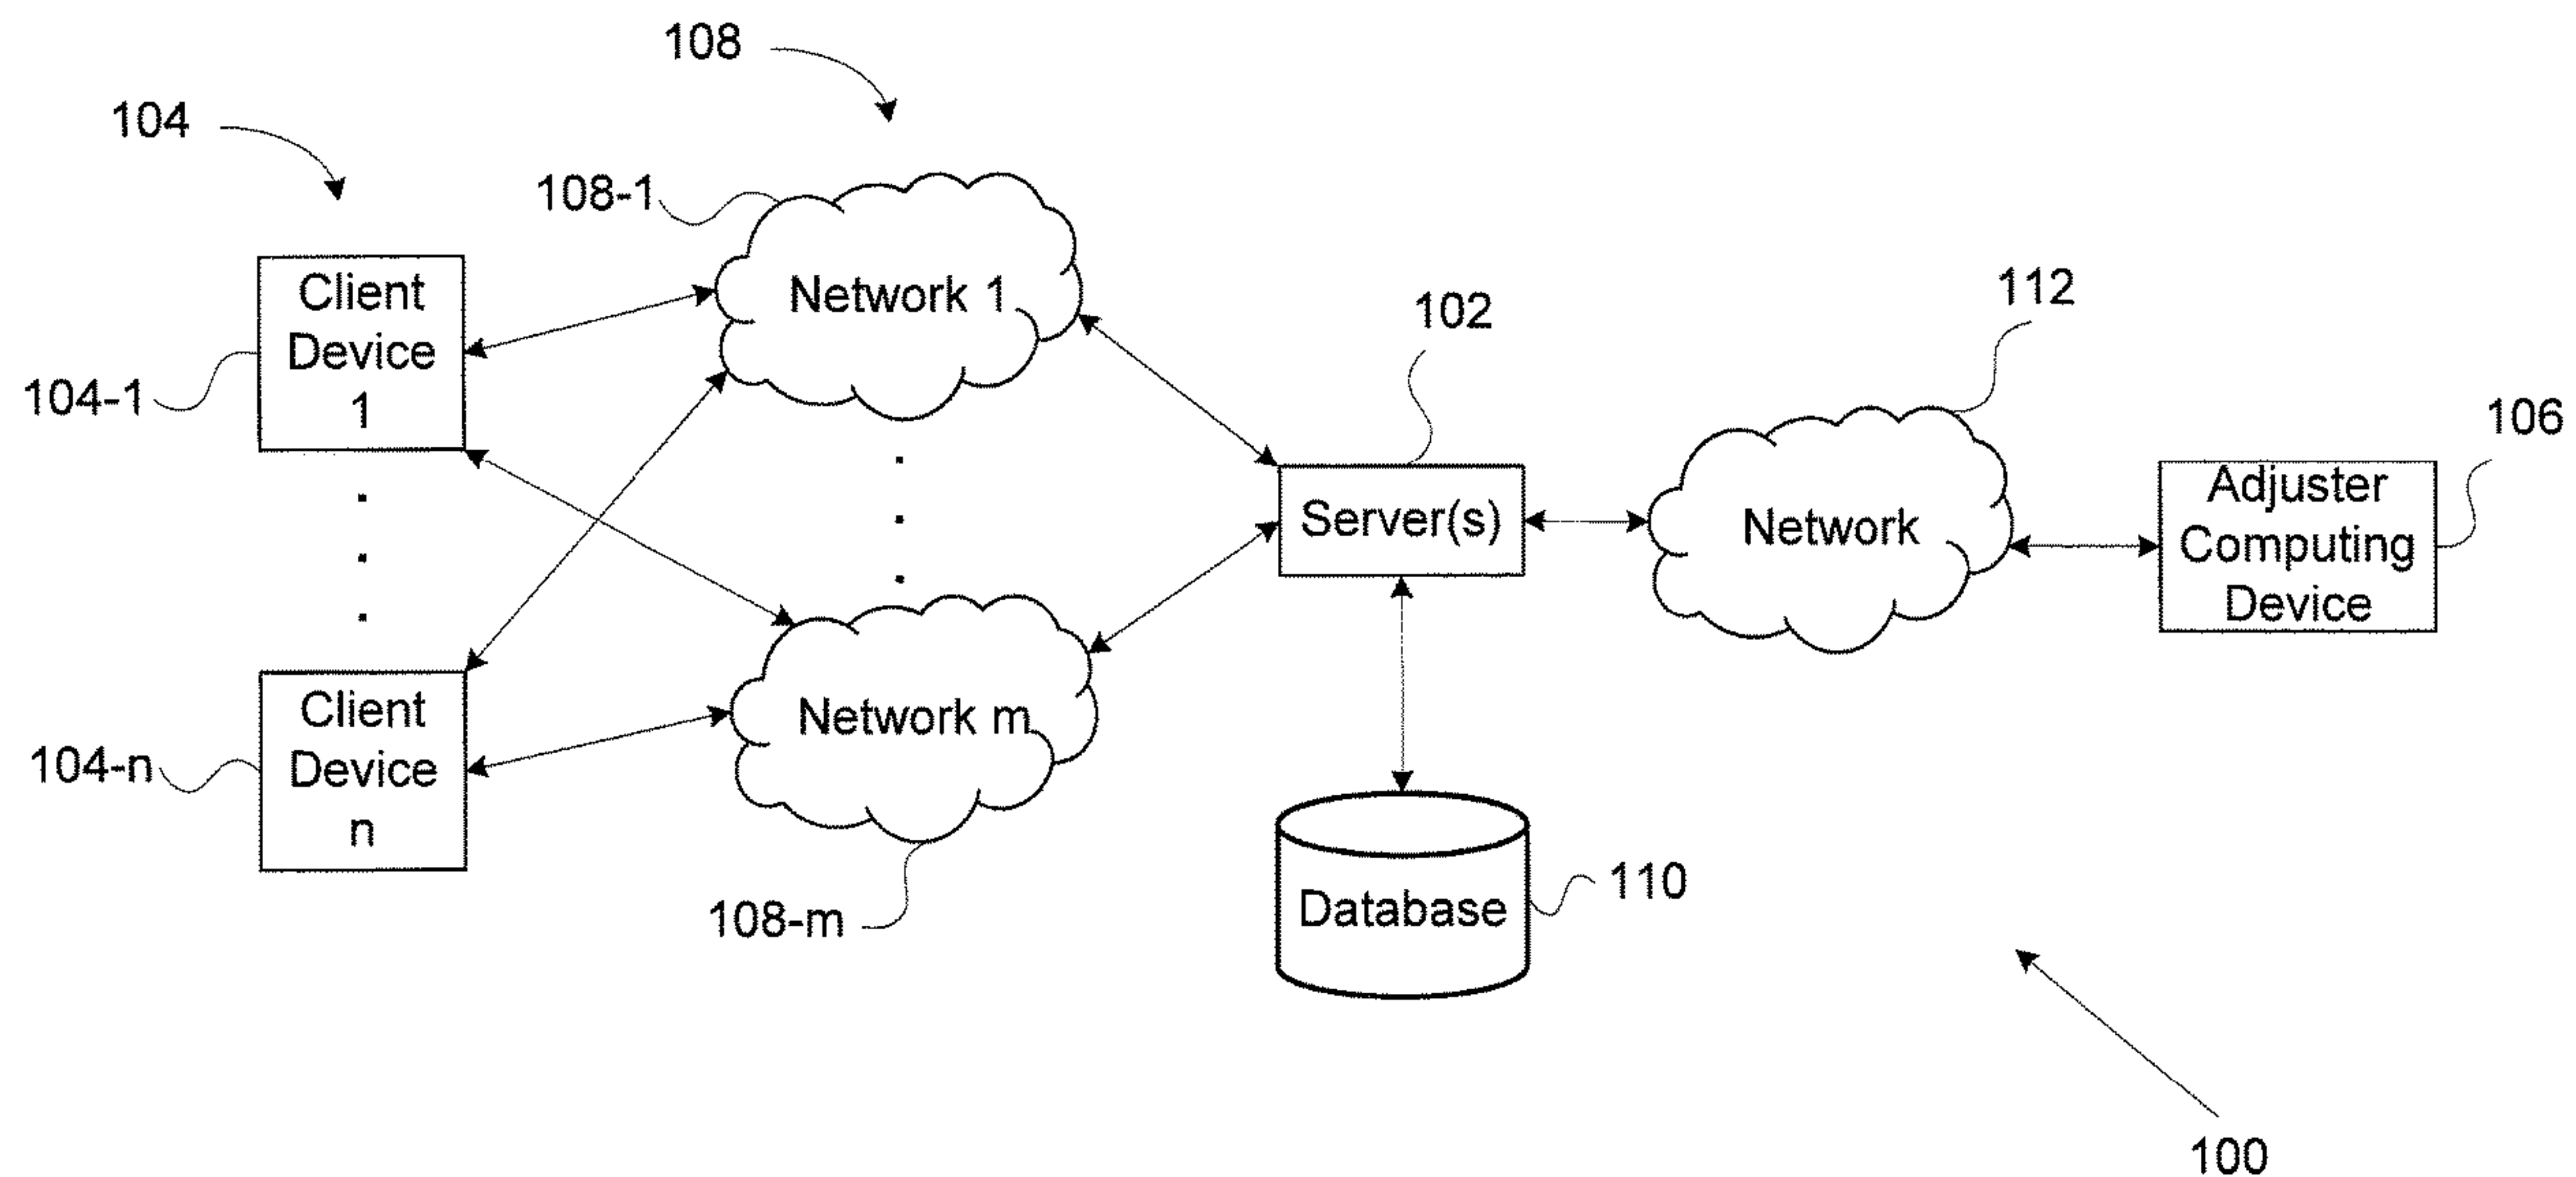 108
104
108-1
Client
Device
1
104-1
Network 1
102
112
106
Server(s)
Network
Adjuster
Computing
Device
Client
Device
n
104-n
Network m
108-m
Database
110
100